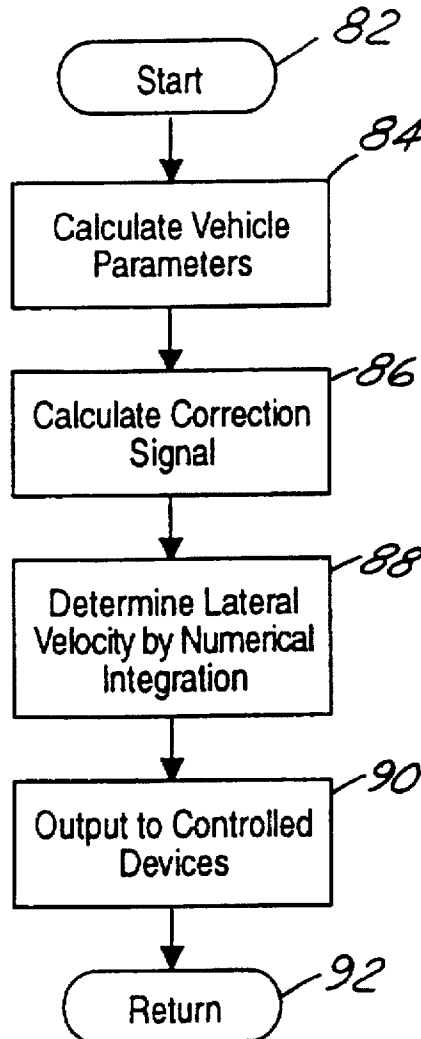 82
Start
84
Calculate Vehicle
Parameters
86
Calculate Correction
Signal
88
Determine Lateral
Velocity by Numerical
Integration
90
Output to Controlled
Devices
92
Return